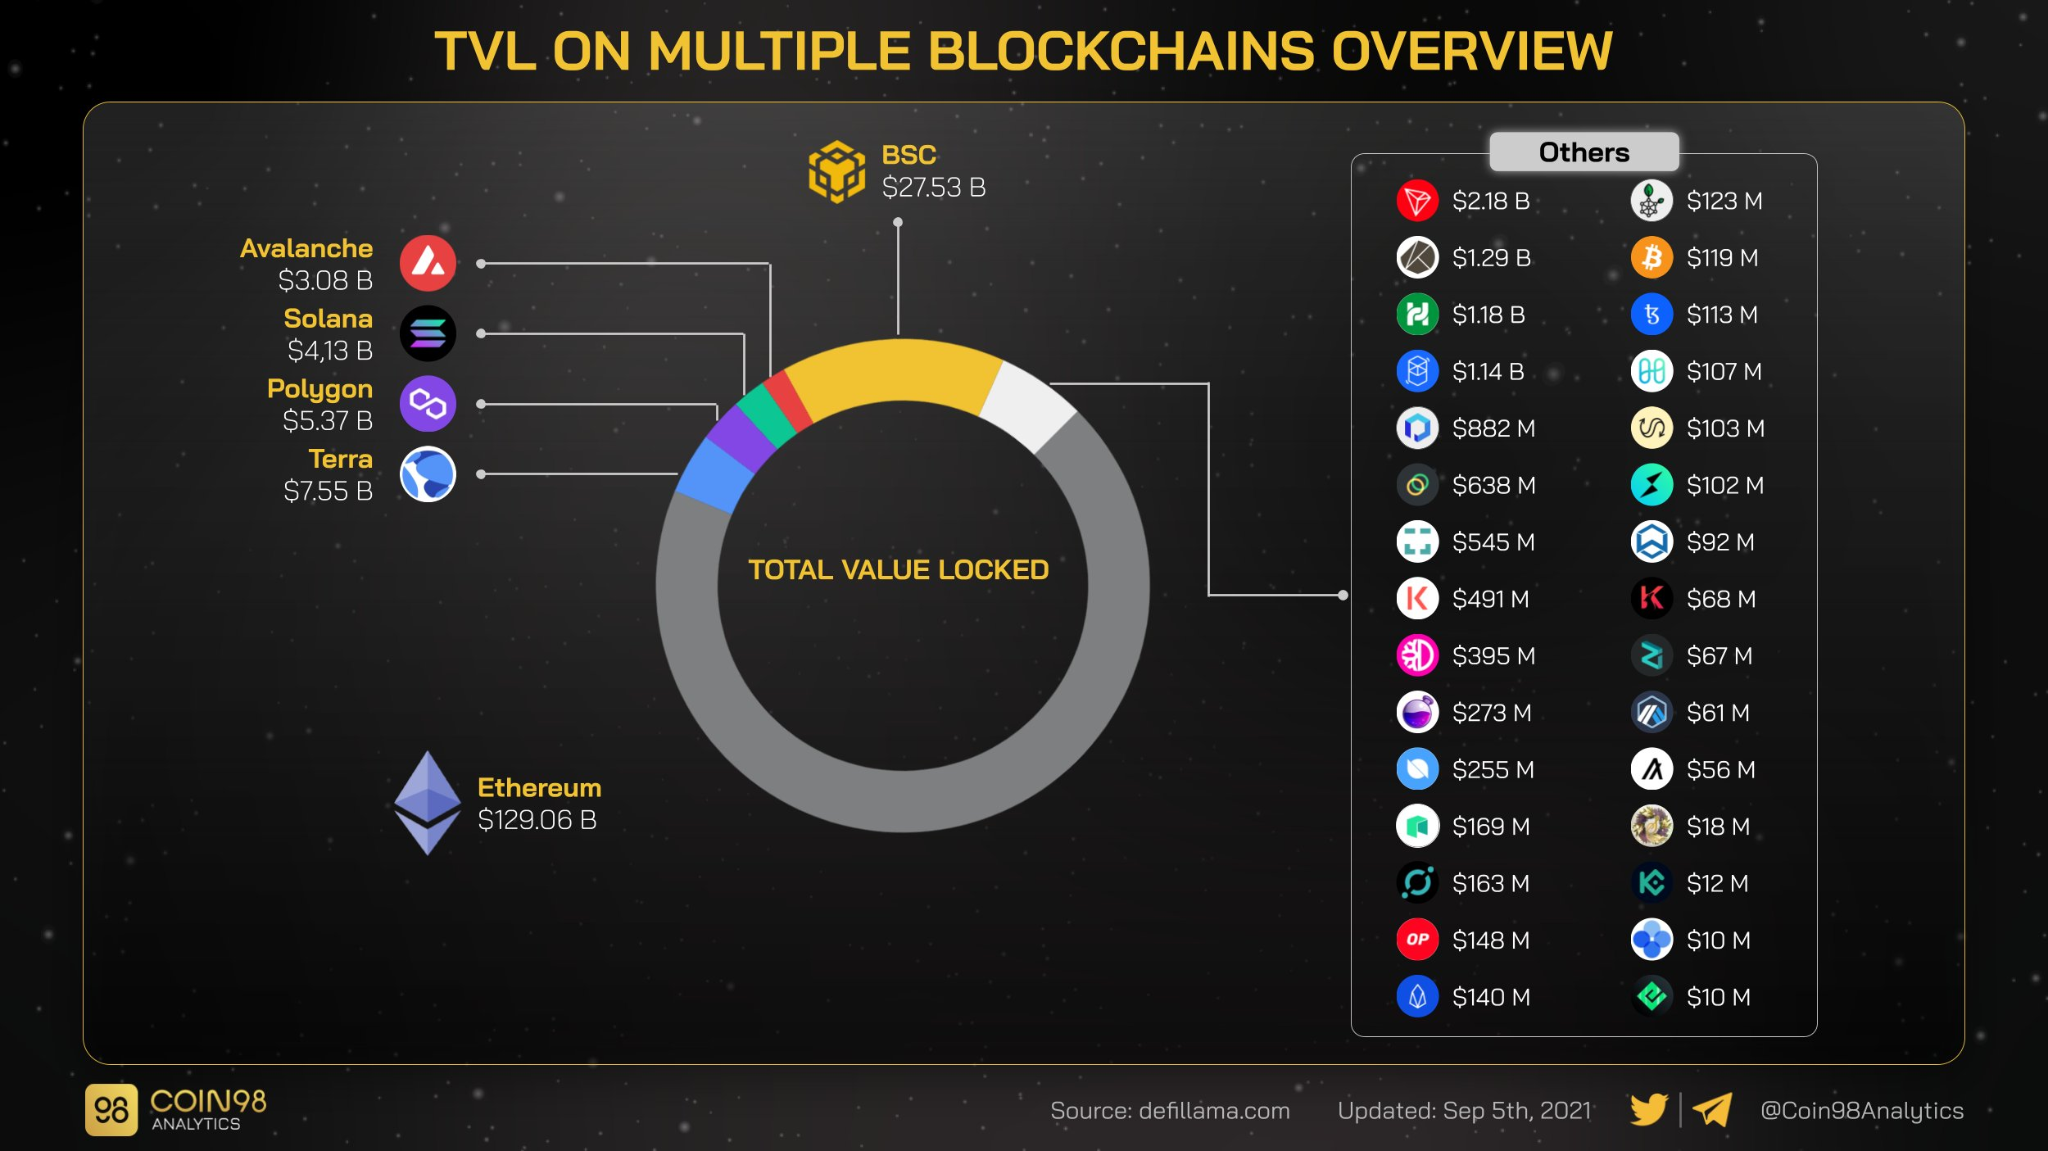 TVL ON MULTIPLE BLOCKCHAINS OVERVIEW
BSC
$27.53 B
Avalanche
$3.08 B
Solana
$4,13 B
Polygon
$5.37 B
Terra
$7.55 B
TOTAL VALUE LOCKED
Ethereum
$129.06 B
Others
$2.18 B
$1.29 B
$1.18 B
$1.14 B
$882 M
$638 M
$545 M
$491 M
$395 M
$273 M
$255 M
$169 M
$163 M
OP
$148 M
$140 M
$123 M
$119 M
$113 M
$107 M
$103 M
$102 M
$92 M
$68 M
$67 M
$61 M
$56 M
$18 M
$12 M
$10 M
$10 M
98
COIN98
ANALYTICS
Source: defillama.com
Updated: Sep 5th, 2021
@Coin98Analytics